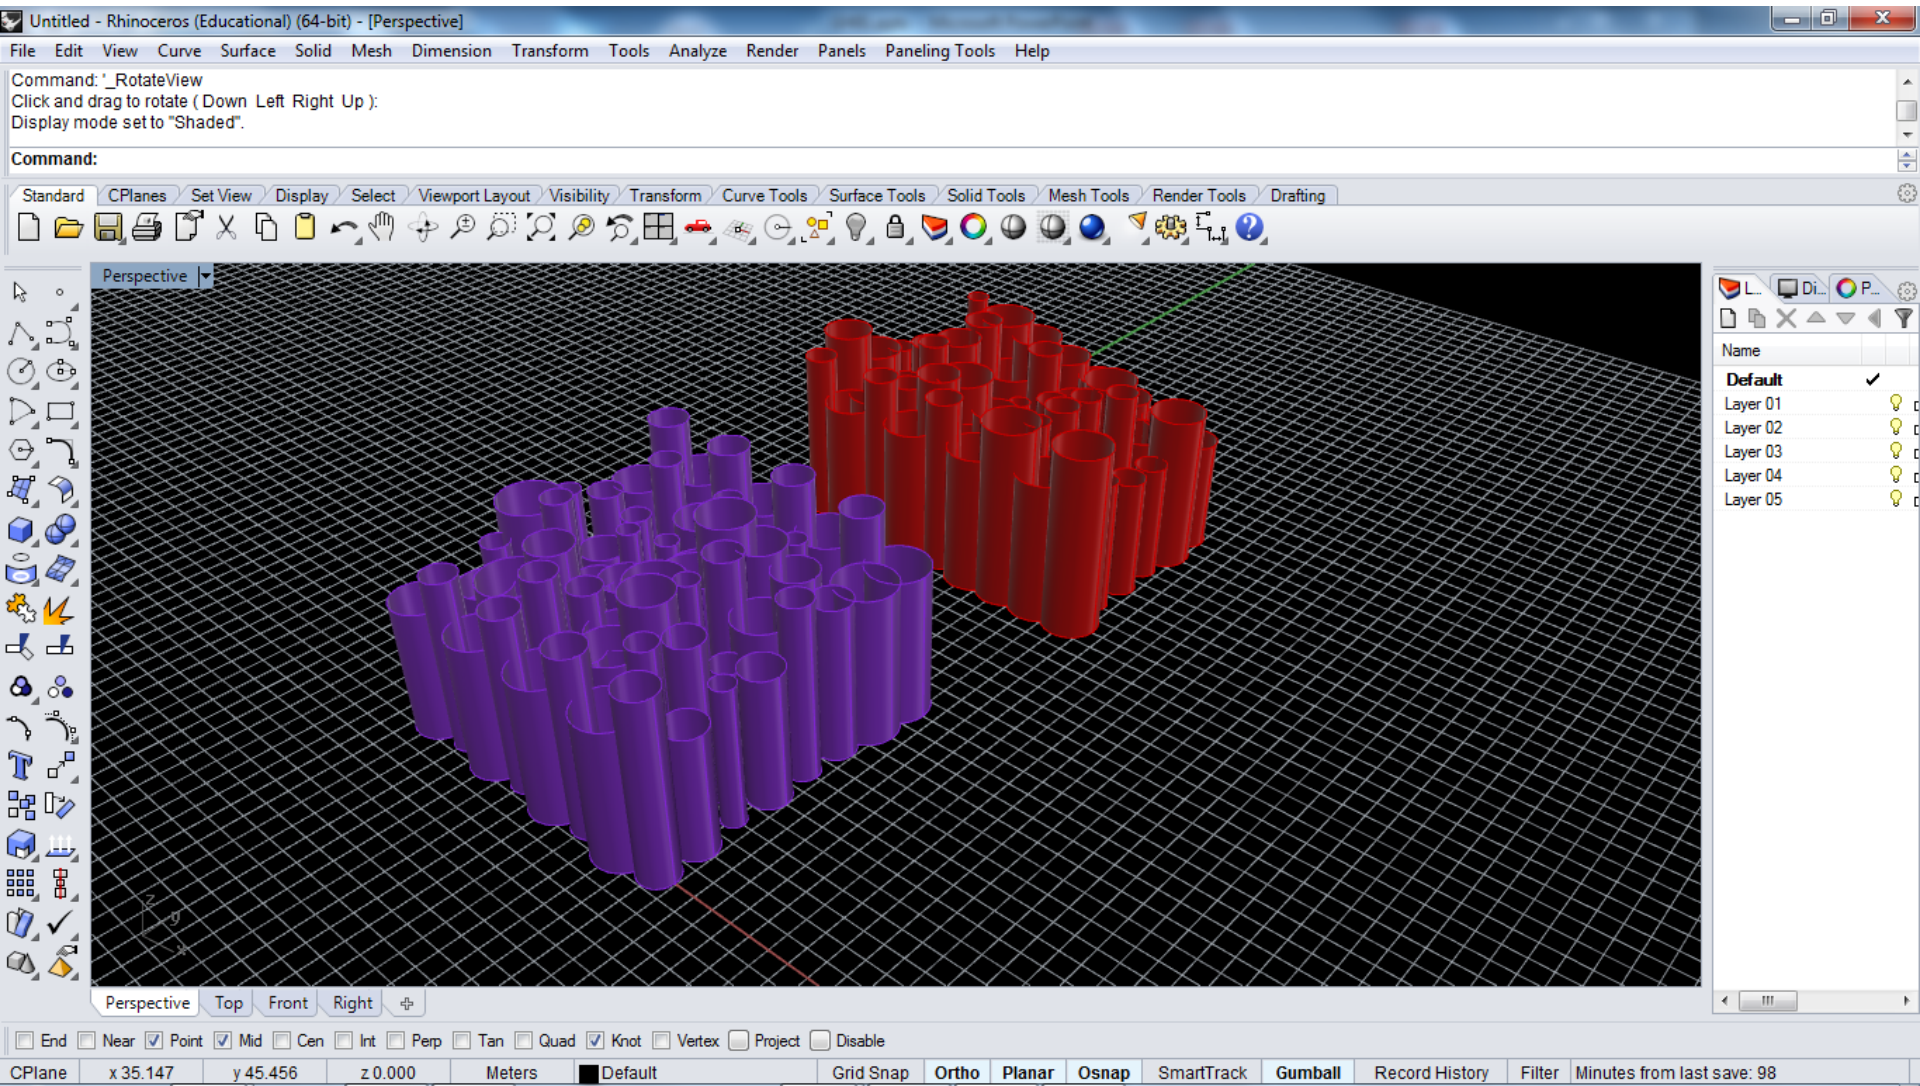 Untitled - Rhinoceros (Educational) (64-bit) - [Perspective]
File Edit View Curve Surface Solid Mesh Dimension Transform Tools Analyze Render Panels Paneling Tools Help
Command: '_RotateView
Click and drag to rotate ( Down Left Right Up ):
Display mode set to "Shaded".
Command:
Standard CPlanes Set View Display Select Viewport Layout Visibility Transform Curve Tools Surface Tools Solid Tools Mesh Tools Render Tools Drafting
Perspective
L... Di... P...
Name
Default
Layer 01
Layer 02
Layer 03
Layer 04
Layer 05
z
y
x
Perspective Top Front Right
End Near Point Mid Cen Int Perp Tan Quad Knot Vertex Project Disable
CPlane x 35.147 y 45.456 z 0.000 Meters Default Grid Snap Ortho Planar Osnap SmartTrack Gumball Record History Filter Minutes from last save: 98